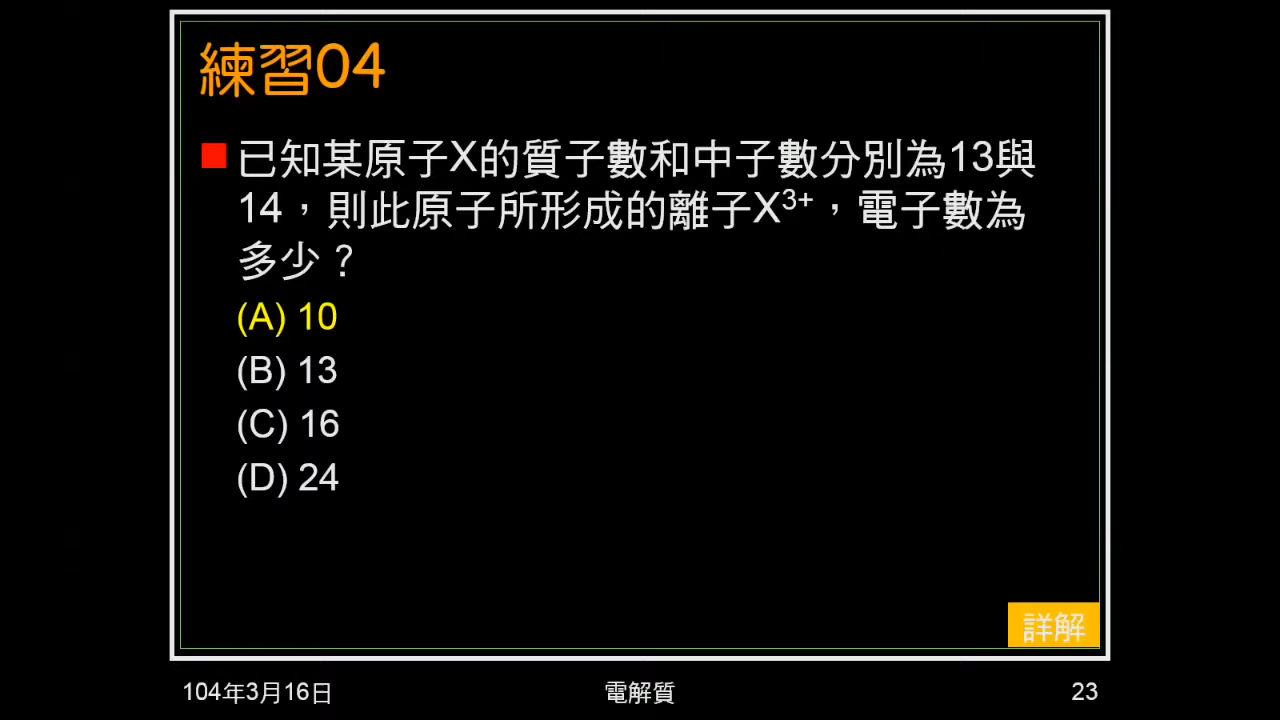 練習04
已知某原子X的質子數和中子數分別為13與
14，則此原子所形成的離子X³⁺，電子數為
多少？
(A) 10
(B) 13
(C) 16
(D) 24
詳解
104年3月16日
電解質
23